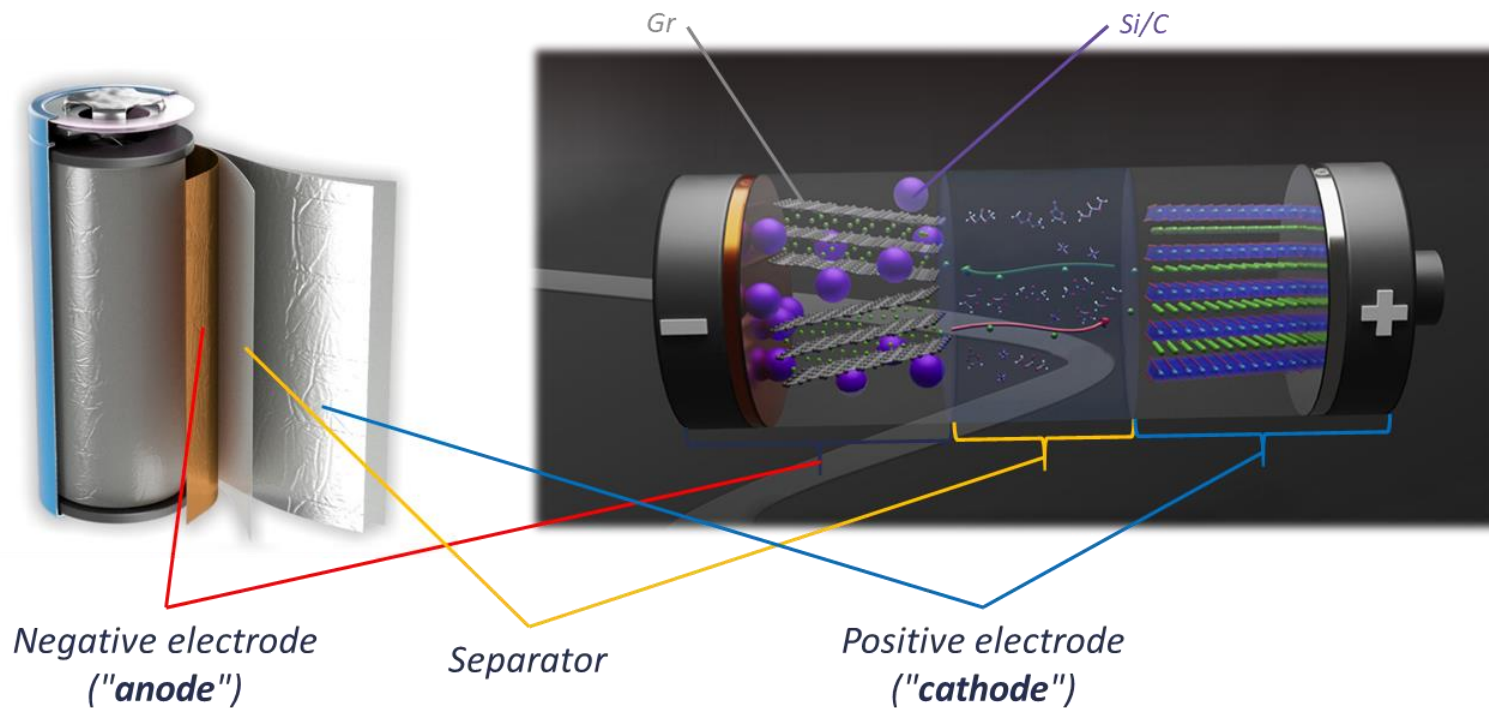 Gr
Si/C
Negative electrode
("anode")
Separator
Positive electrode
("cathode")